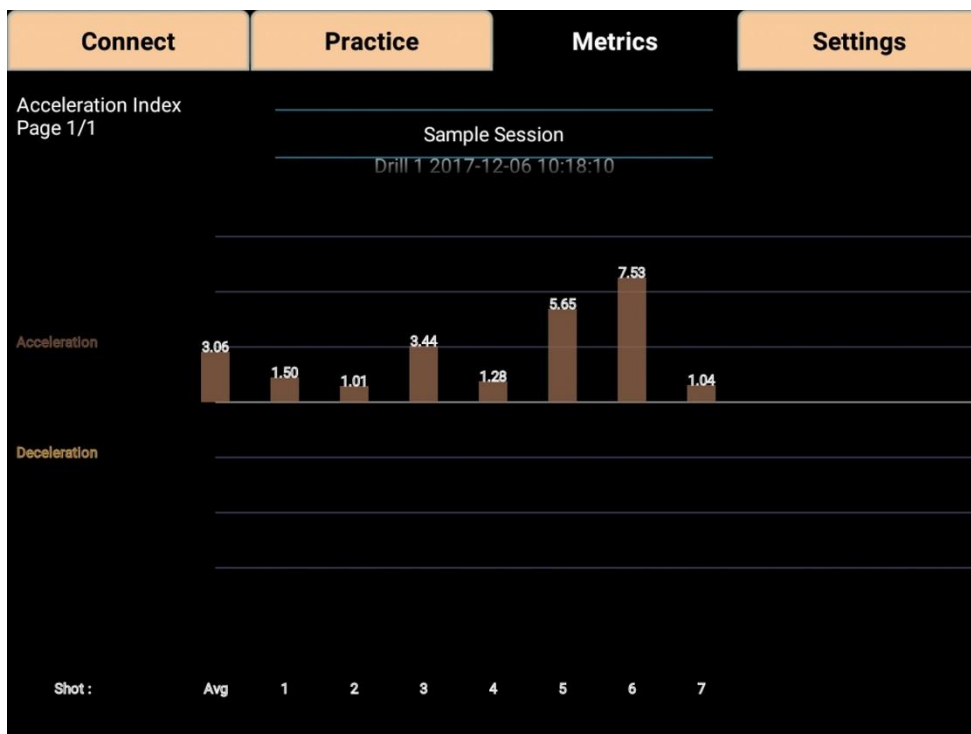 Connect Practice Metrics Settings
Acceleration Index
Page 1/1
Sample Session
Drill 1 2017-12-06 10:18:10
7.53
5.65
Acceleration
3.06 1.50 1.01 3.44 1.28 1.04
Deceleration
Shot : Avg 1 2 3 4 5 6 7